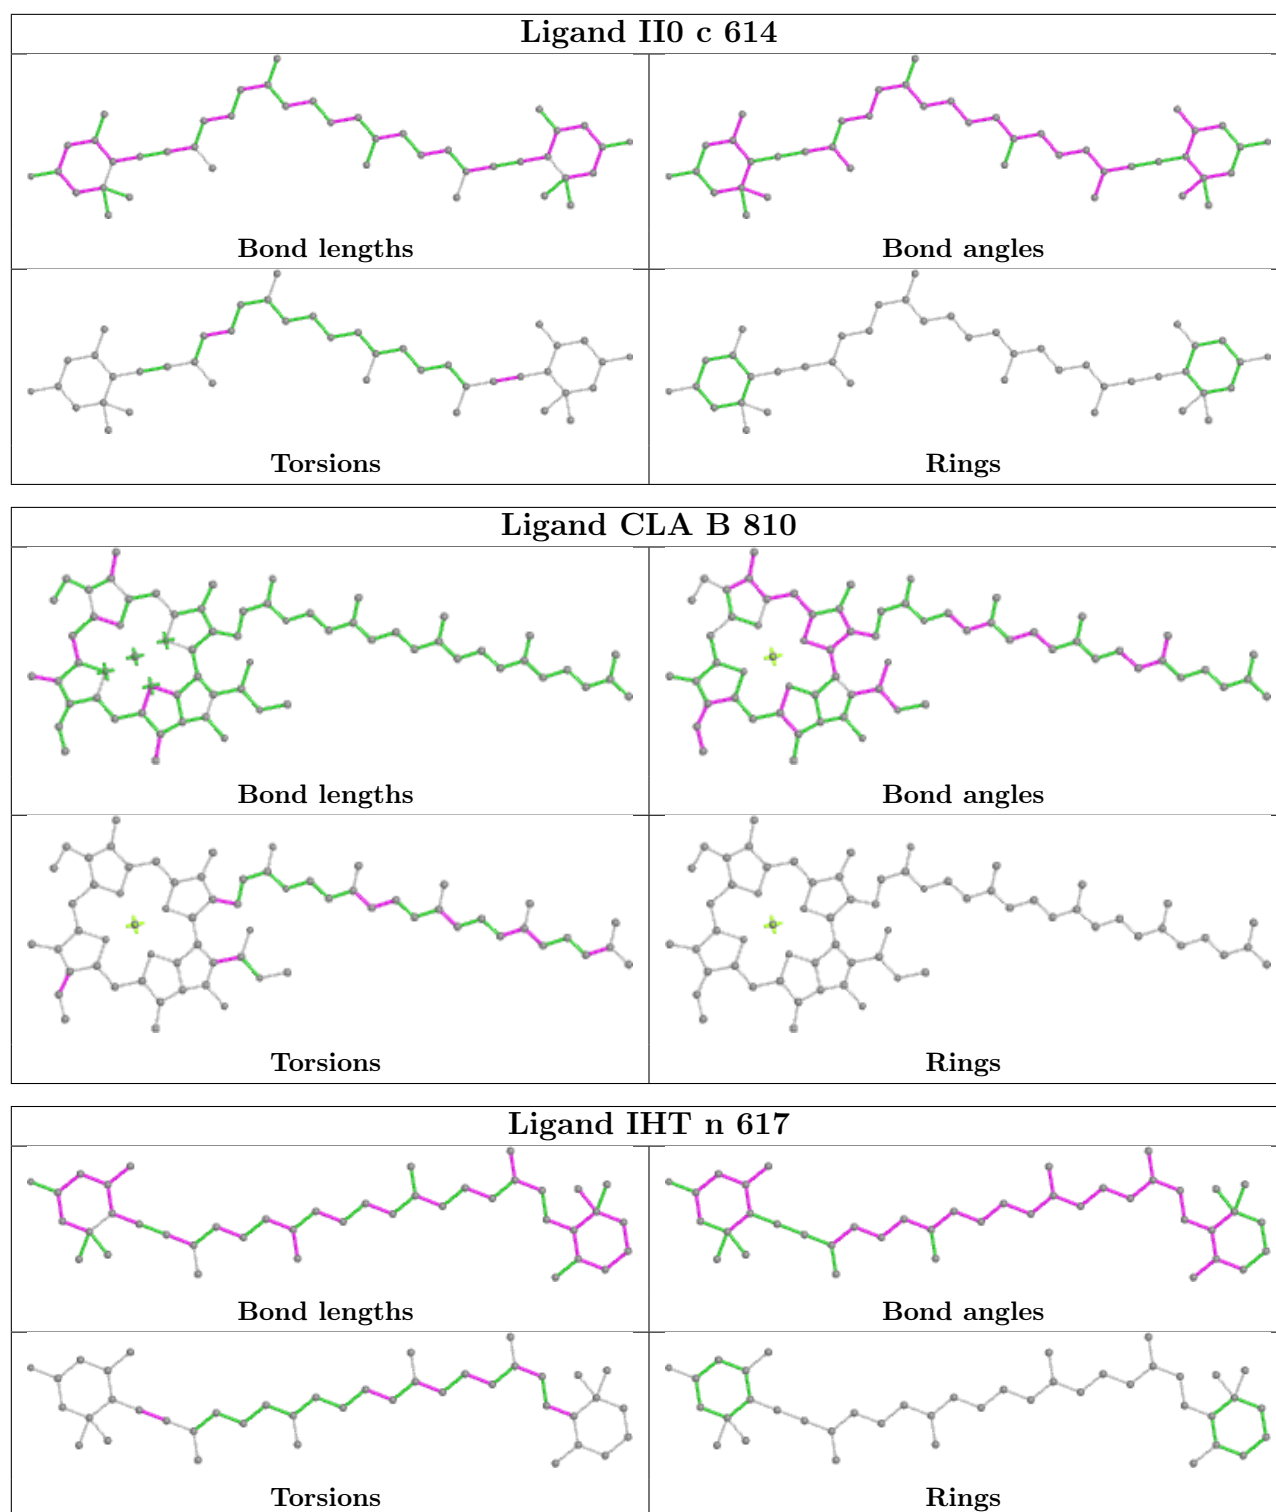 Ligand II0 c 614
Bond lengths
Bond angles
Torsions
Rings
Ligand CLA B 810
Bond lengths
Bond angles
Torsions
Rings
Ligand IHT n 617
Bond lengths
Bond angles
Torsions
Rings